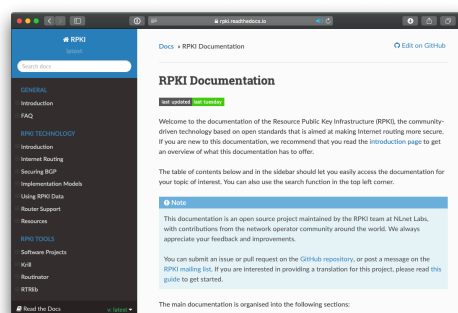 rpki.readthedocs.io
RPKI
latest
Search docs
GENERAL
Introduction
FAQ
RPKI TECHNOLOGY
Introduction
Internet Routing
Securing BGP
Implementation Models
Using RPKI Data
Router Support
Resources
RPKI TOOLS
Software Projects
Krill
Routinator
RTRlib
Read the Docs
v: latest
Docs » RPKI Documentation
Edit on GitHub
RPKI Documentation
last updated last tuesday
Welcome to the documentation of the Resource Public Key Infrastructure (RPKI), the community-
driven technology based on open standards that is aimed at making Internet routing more secure.
If you are new to this documentation, we recommend that you read the introduction page to get
an overview of what this documentation has to offer.
The table of contents below and in the sidebar should let you easily access the documentation for
your topic of interest. You can also use the search function in the top left corner.
Note
This documentation is an open source project maintained by the RPKI team at NLnet Labs,
with contributions from the network operator community around the world. We always
appreciate your feedback and improvements.
You can submit an issue or pull request on the GitHub repository, or post a message on the
RPKI mailing list. If you are interested in providing a translation for this project, please read this
guide to get started.
The main documentation is organised into the following sections: